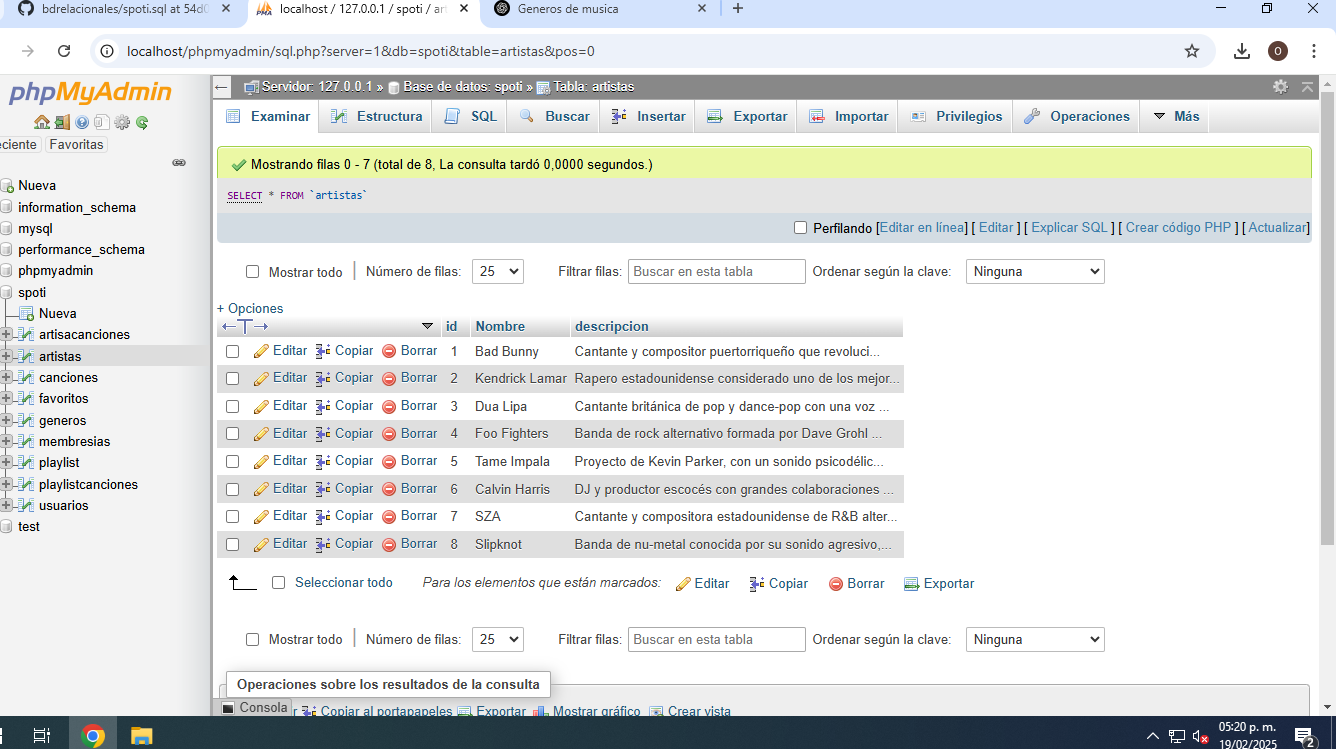 bdrelacionales/spoti.sql at 54d0
localhost / 127.0.0.1 / spoti / art
Generos de musica
localhost/phpmyadmin/sql.php?server=1&db=spoti&table=artistas&pos=0
O
phpMyAdmin
eciente Favoritas
Nueva
information_schema
mysql
performance_schema
phpmyadmin
spoti
Nueva
artisacanciones
artistas
canciones
favoritos
generos
membresias
playlist
playlistcanciones
usuarios
test
Servidor: 127.0.0.1 » Base de datos: spoti » Tabla: artistas
Examinar Estructura SQL Buscar Insertar Exportar Importar Privilegios Operaciones Más
Mostrando filas 0 - 7 (total de 8, La consulta tardó 0,0000 segundos.)
SELECT * FROM `artistas`
Perfilando [Editar en línea] [ Editar ] [ Explicar SQL ] [ Crear código PHP ] [ Actualizar]
Mostrar todo Número de filas: 25 Filtrar filas: Buscar en esta tabla Ordenar según la clave: Ninguna
+ Opciones
id Nombre descripcion
Editar Copiar Borrar 1 Bad Bunny Cantante y compositor puertorriqueño que revoluci...
Editar Copiar Borrar 2 Kendrick Lamar Rapero estadounidense considerado uno de los mejor...
Editar Copiar Borrar 3 Dua Lipa Cantante británica de pop y dance-pop con una voz ...
Editar Copiar Borrar 4 Foo Fighters Banda de rock alternativo formada por Dave Grohl ...
Editar Copiar Borrar 5 Tame Impala Proyecto de Kevin Parker, con un sonido psicodélic...
Editar Copiar Borrar 6 Calvin Harris DJ y productor escocés con grandes colaboraciones ...
Editar Copiar Borrar 7 SZA Cantante y compositora estadounidense de R&B alter...
Editar Copiar Borrar 8 Slipknot Banda de nu-metal conocida por su sonido agresivo,...
Seleccionar todo Para los elementos que están marcados: Editar Copiar Borrar Exportar
Mostrar todo Número de filas: 25 Filtrar filas: Buscar en esta tabla Ordenar según la clave: Ninguna
Operaciones sobre los resultados de la consulta
Consola r Copiar al portapapeles Exportar Mostrar gráfico Crear vista
05:20 p. m.
19/02/2025
2